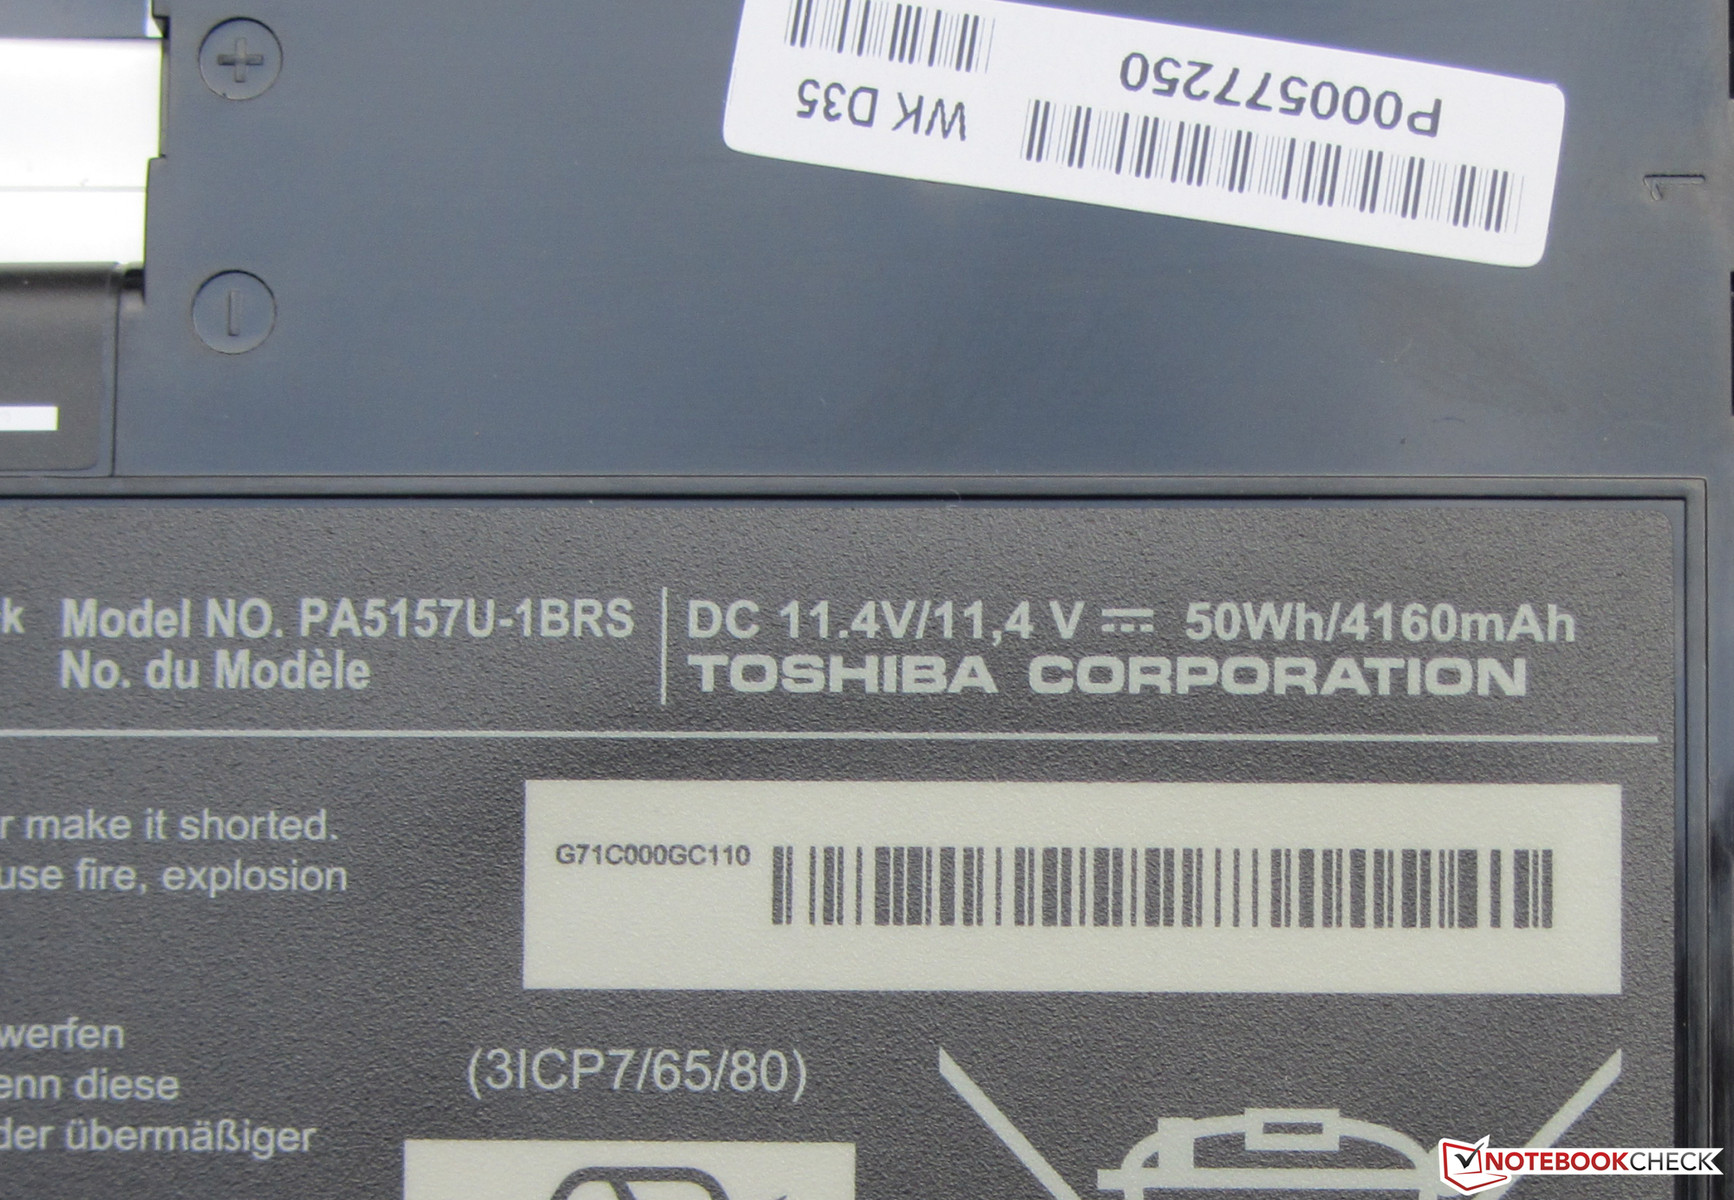 P000577250
WK D35
k Model NO. PA5157U-1BRS
No. du Modèle
DC 11.4V/11,4 V ⎓ 50Wh/4160mAh
TOSHIBA CORPORATION
r make it shorted.
use fire, explosion
G71C000GC110
werfen
enn diese
der übermäßiger
(3ICP7/65/80)
NOTEBOOKCHECK